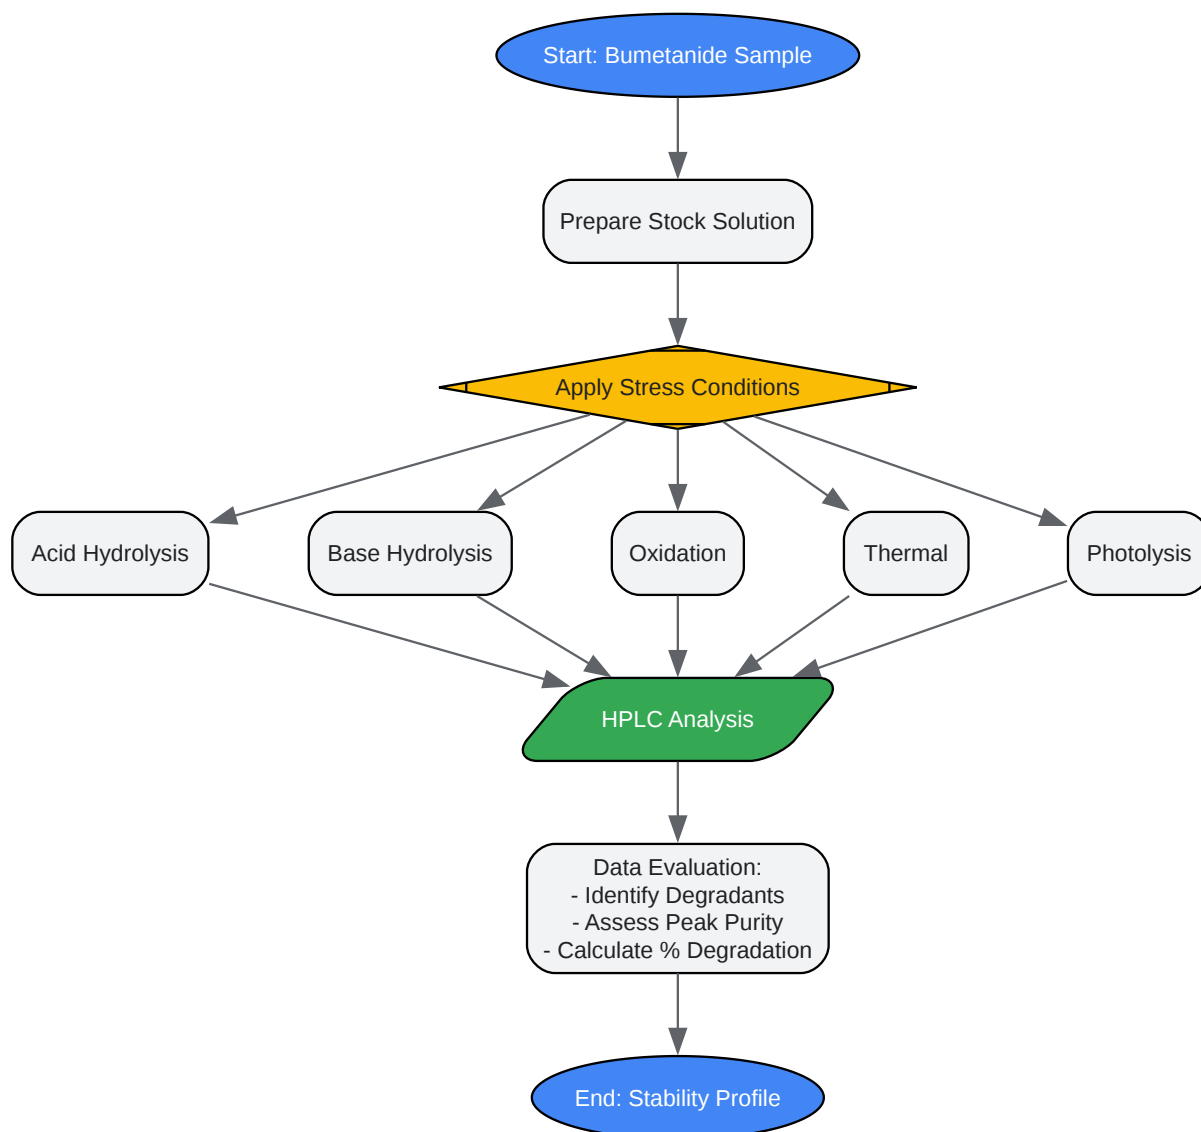 Start: Bumetanide Sample
Prepare Stock Solution
Apply Stress Conditions
Acid Hydrolysis
Base Hydrolysis
Oxidation
Thermal
Photolysis
HPLC Analysis
Data Evaluation:
- Identify Degradants
- Assess Peak Purity
- Calculate % Degradation
End: Stability Profile